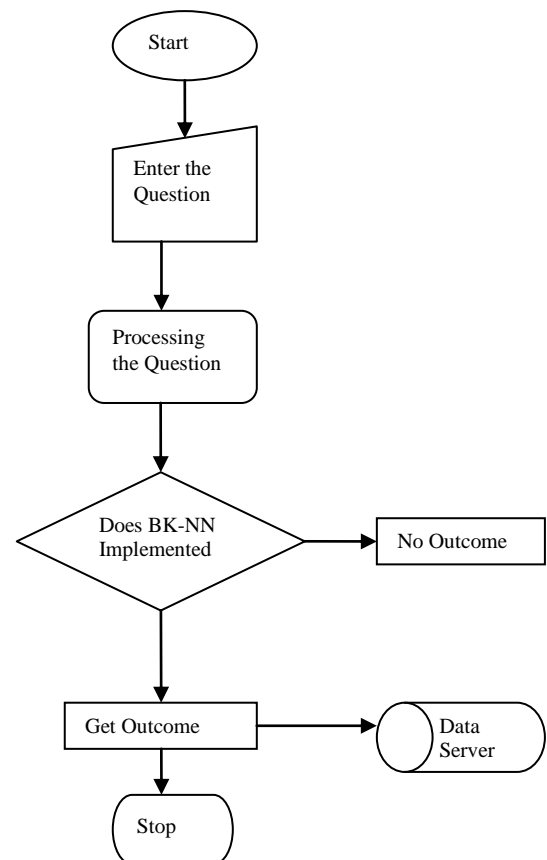 Start
Enter the
Question
Processing
the Question
Does BK-NN
Implemented
No Outcome
Get Outcome
Data
Server
Stop